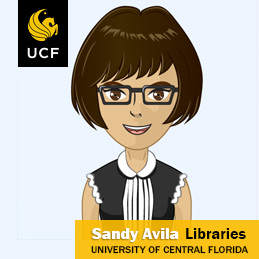 UCF
Sandy Avila Libraries
UNIVERSITY OF CENTRAL FLORIDA